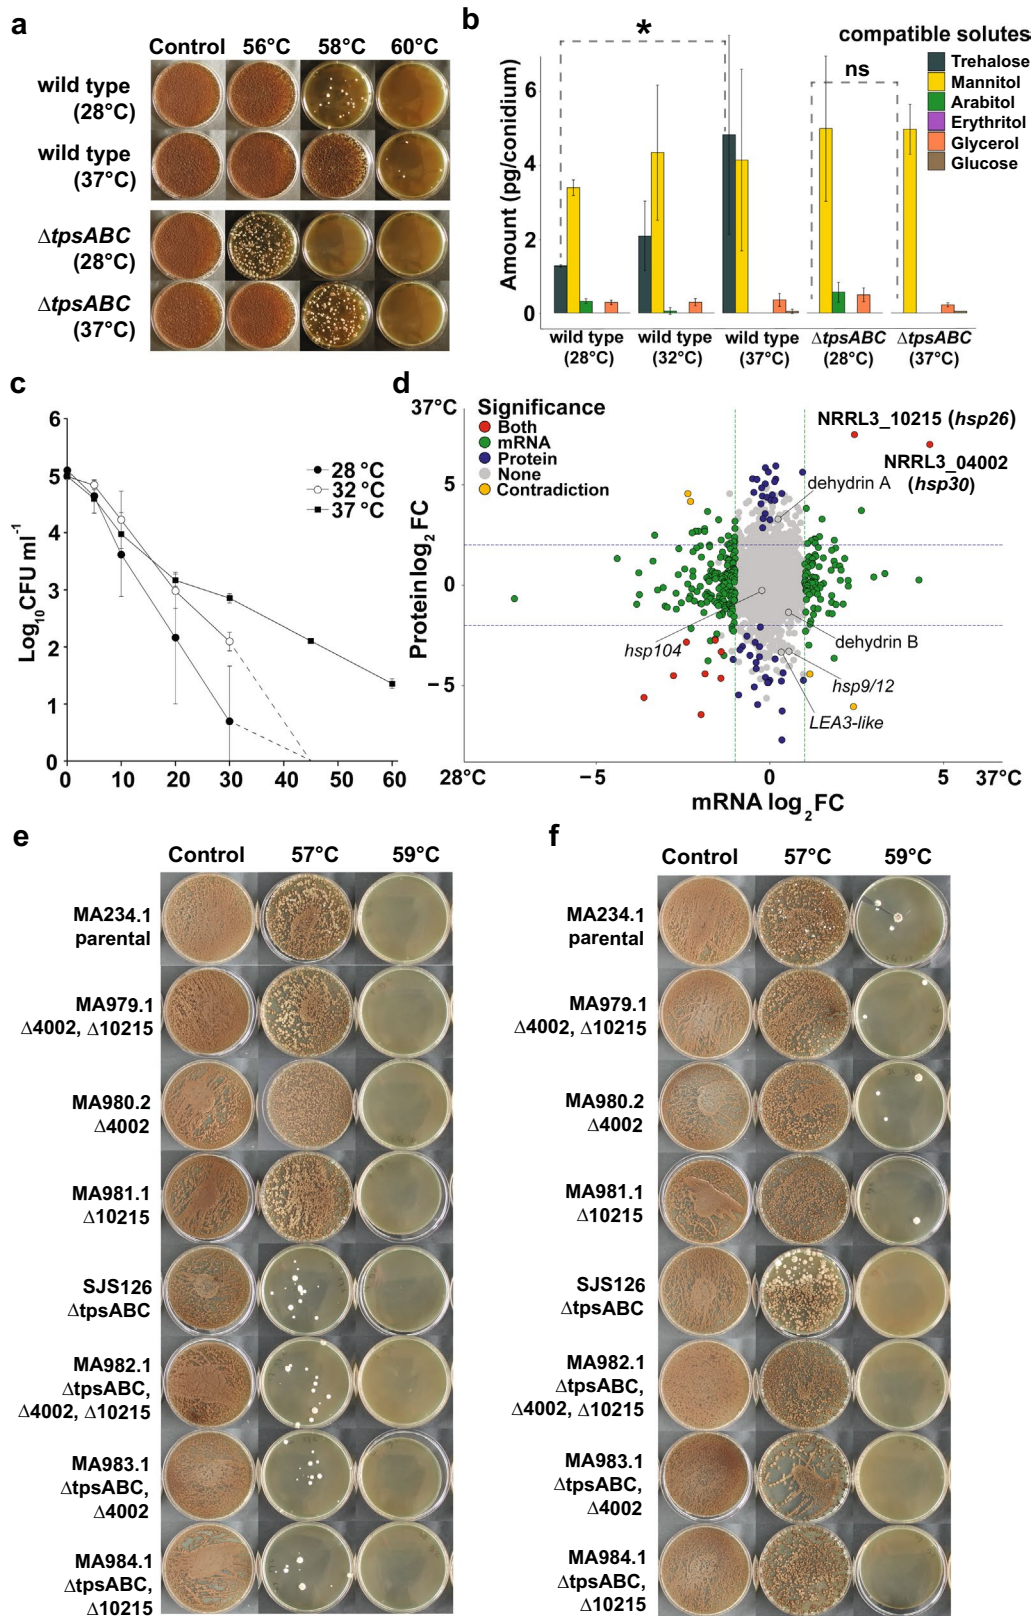 a
Control 56°C 58°C 60°C
wild type
(28°C)
wild type
(37°C)
ΔtpsABC
(28°C)
ΔtpsABC
(37°C)
b
compatible solutes
Trehalose
Mannitol
Arabitol
Erythritol
Glycerol
Glucose
*
ns
Amount (pg/conidium)
6
4
2
0
wild type wild type wild type ΔtpsABC ΔtpsABC
(28°C) (32°C) (37°C) (28°C) (37°C)
c
Log10CFU ml-1
6
5
4
3
2
1
0
0 10 20 30 40 50 60
28 °C
32 °C
37 °C
d
37°C
Significance
Both
mRNA
Protein
None
Contradiction
NRRL3_10215 (hsp26)
NRRL3_04002
(hsp30)
dehydrin A
Protein log2 FC
5
0
−5
hsp104
dehydrin B
hsp9/12
LEA3-like
28°C −5 0 5 37°C
mRNA log2FC
e
Control 57°C 59°C
MA234.1
parental
MA979.1
Δ4002, Δ10215
MA980.2
Δ4002
MA981.1
Δ10215
SJS126
ΔtpsABC
MA982.1
ΔtpsABC,
Δ4002, Δ10215
MA983.1
ΔtpsABC,
Δ4002
MA984.1
ΔtpsABC,
Δ10215
f
Control 57°C 59°C
MA234.1
parental
MA979.1
Δ4002, Δ10215
MA980.2
Δ4002
MA981.1
Δ10215
SJS126
ΔtpsABC
MA982.1
ΔtpsABC,
Δ4002, Δ10215
MA983.1
ΔtpsABC,
Δ4002
MA984.1
ΔtpsABC,
Δ10215